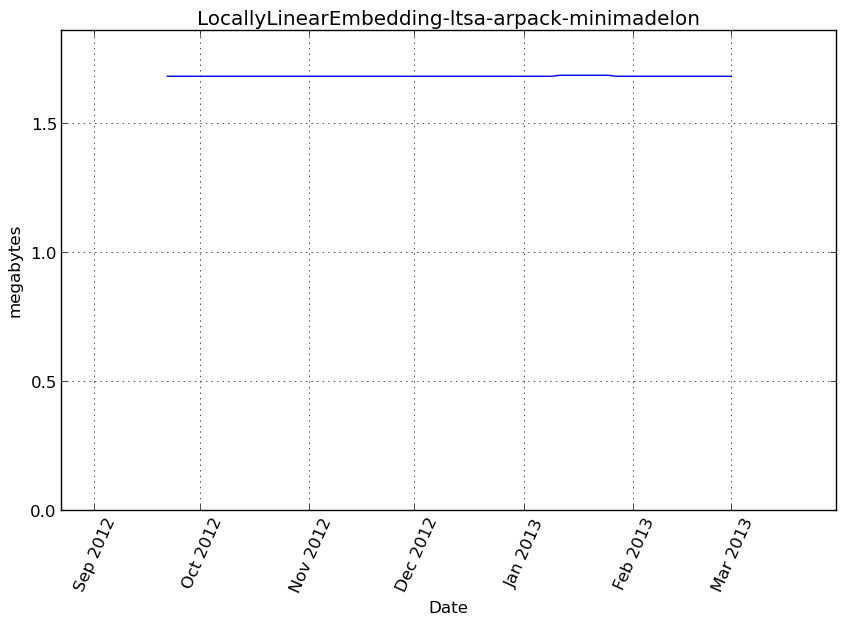 LocallyLinearEmbedding-ltsa-arpack-minimadelon
megabytes
1.5
1.0
0.5
0.0
Sep 2012
Oct 2012
Nov 2012
Dec 2012
Jan 2013
Feb 2013
Mar 2013
Date